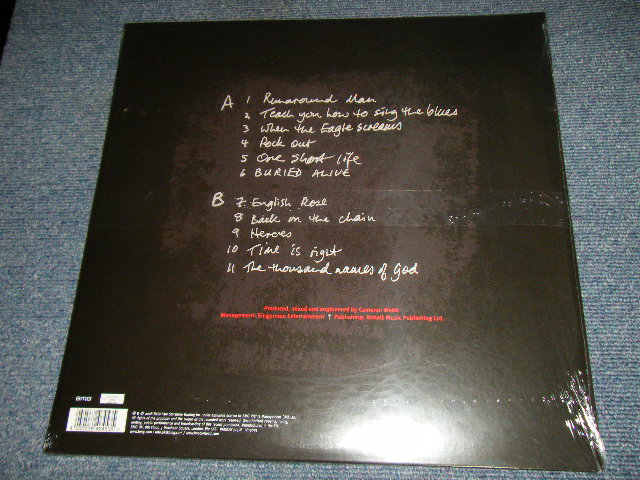 A 1 Runaround Man
2 Teach you how to sing the blues
3 When the Eagle screams
4 Rock out
5 One short life
6 BURIED ALIVE
B 7 English Rose
8 Back on the chain
9 Heroes
10 Time is right
11 The thousand names of God
Produced, mixed and engineered by Cameron Webb
Management: Singerman Entertainment † Publishing: Kobalt Music Publishing Ltd.
BMG